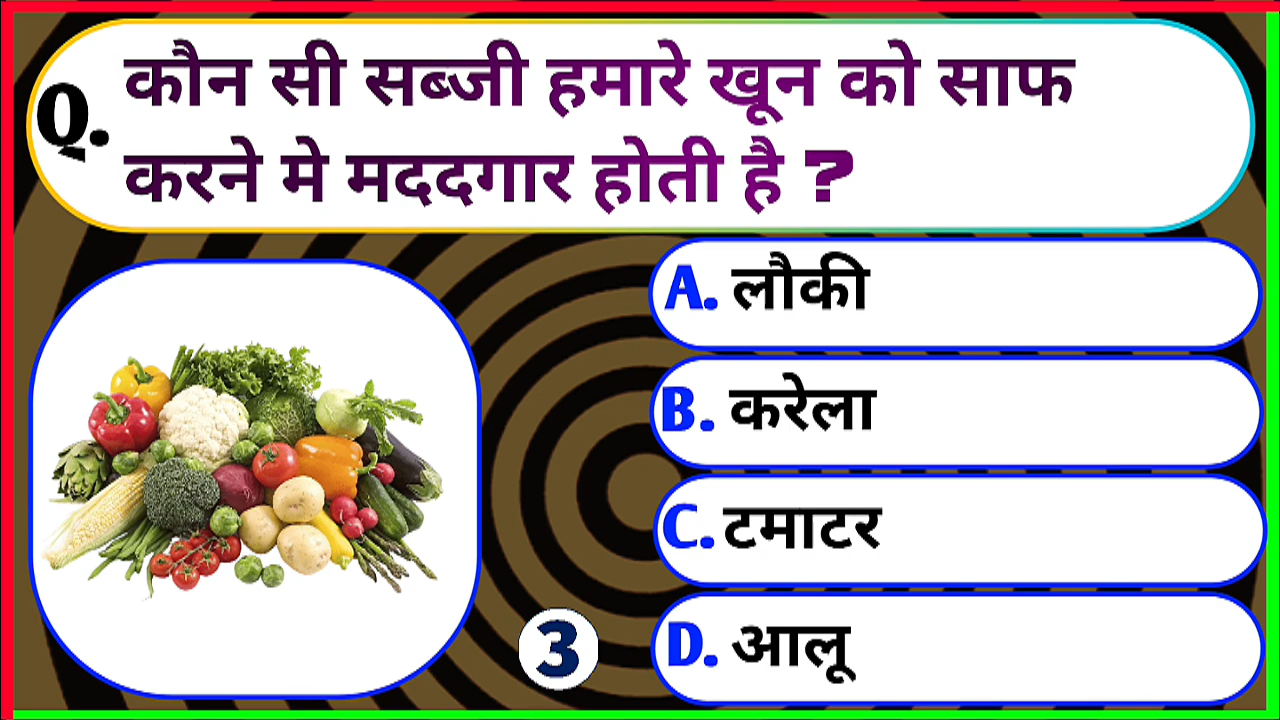 Q. कौन सी सब्जी हमारे खून को साफ
करने मे मददगार होती है ?
A. लौकी
B. करेला
C. टमाटर
D. आलू
3